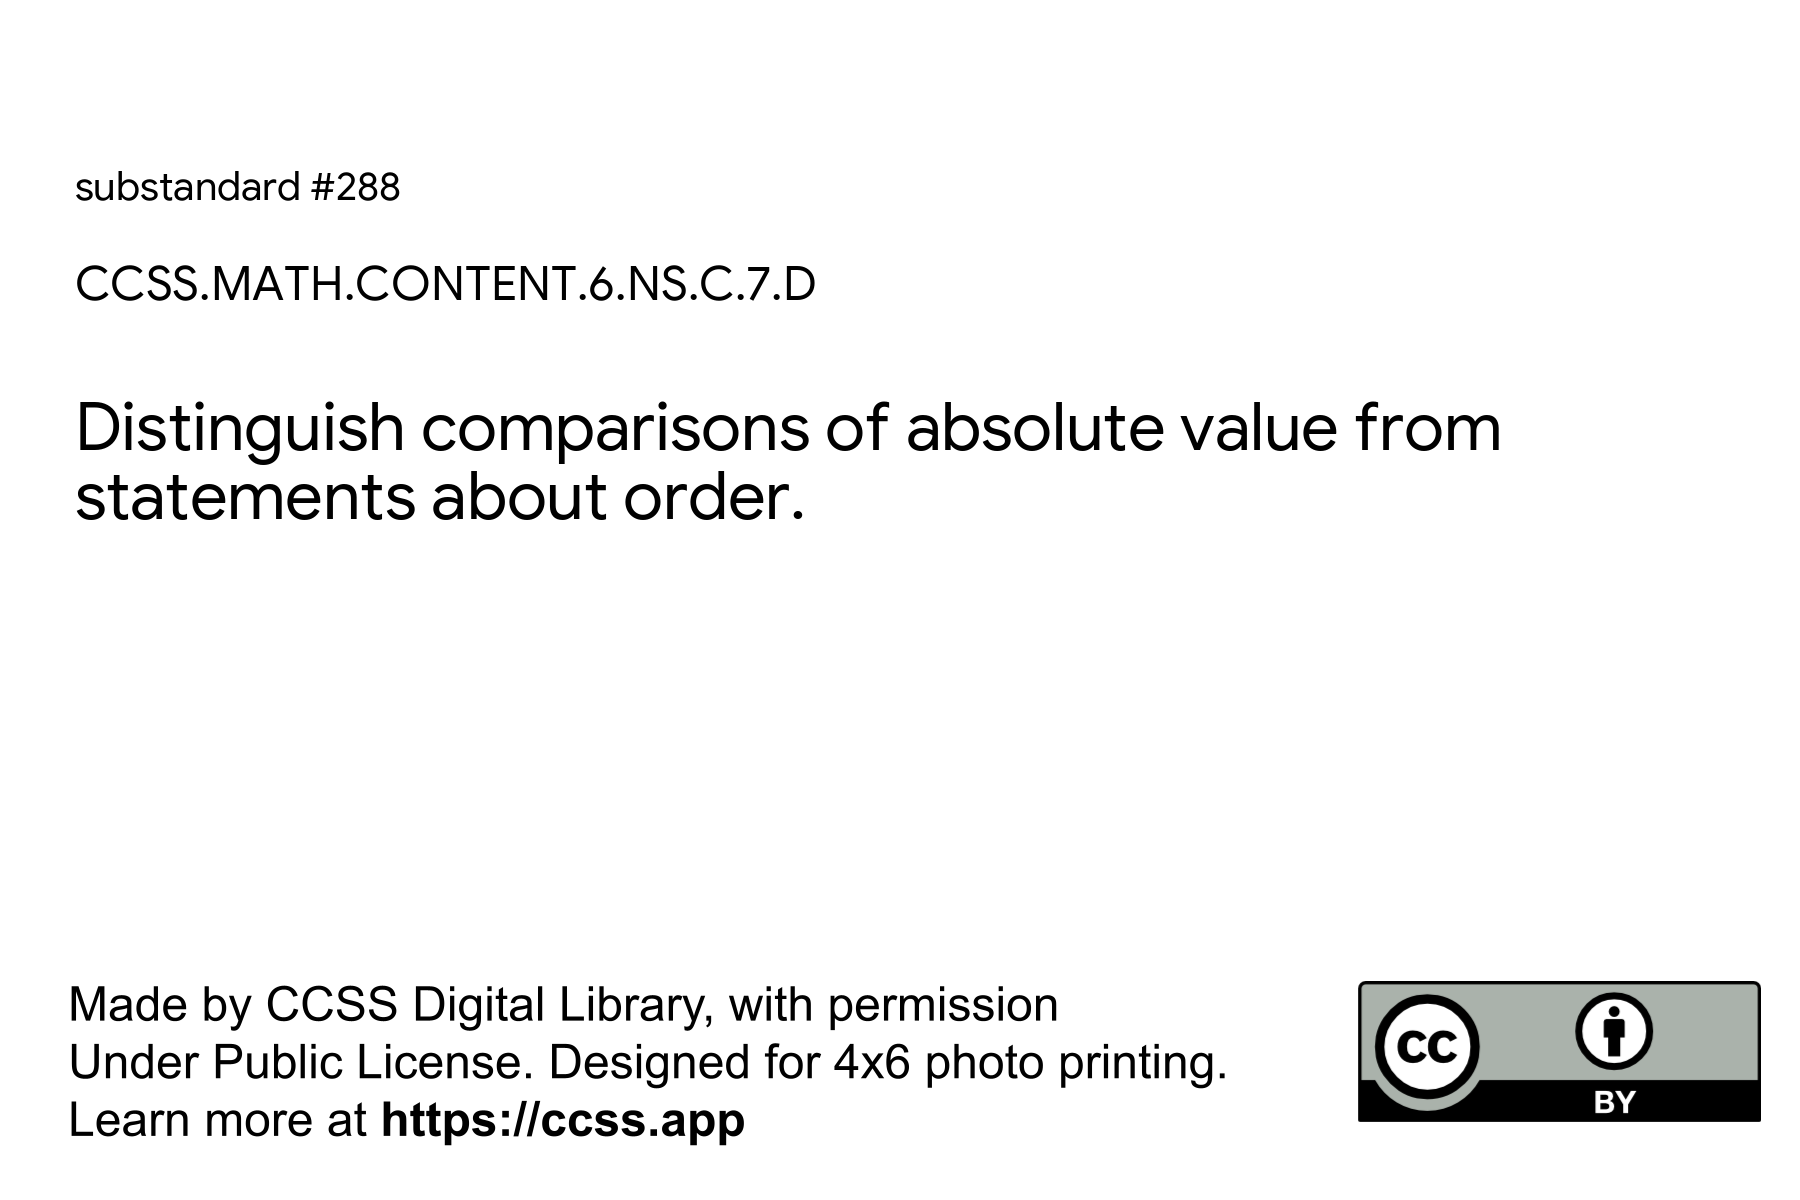 substandard #288
CCSS.MATH.CONTENT.6.NS.C.7.D
Distinguish comparisons of absolute value from
statements about order.
Made by CCSS Digital Library, with permission
Under Public License. Designed for 4x6 photo printing.
Learn more at https://ccss.app
CC
BY